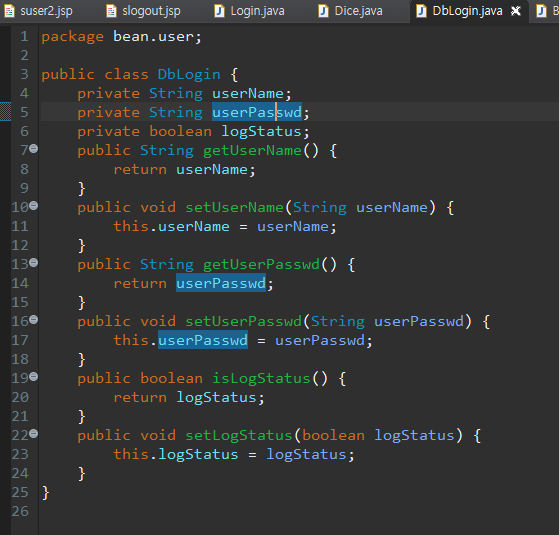 suser2.jsp slogout.jsp Login.java Dice.java DbLogin.java B
1 package bean.user;
2
3 public class DbLogin {
4 private String userName;
5 private String userPasswd;
6 private boolean logStatus;
7 public String getUserName() {
8 return userName;
9 }
10 public void setUserName(String userName) {
11 this.userName = userName;
12 }
13 public String getUserPasswd() {
14 return userPasswd;
15 }
16 public void setUserPasswd(String userPasswd) {
17 this.userPasswd = userPasswd;
18 }
19 public boolean isLogStatus() {
20 return logStatus;
21 }
22 public void setLogStatus(boolean logStatus) {
23 this.logStatus = logStatus;
24 }
25 }
26